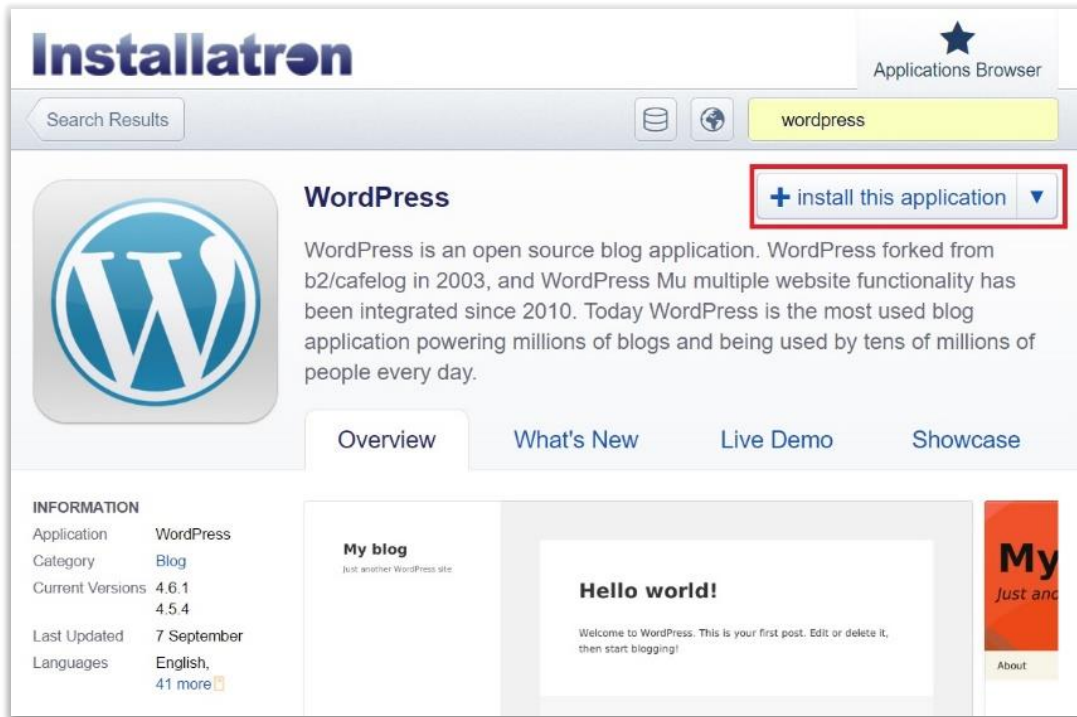 Installatron
Applications Browser
Search Results
wordpress
WordPress
+ install this application ▼
WordPress is an open source blog application. WordPress forked from
b2/cafelog in 2003, and WordPress Mu multiple website functionality has
been integrated since 2010. Today WordPress is the most used blog
application powering millions of blogs and being used by tens of millions of
people every day.
Overview What's New Live Demo Showcase
INFORMATION
Application WordPress
Category Blog
Current Versions 4.6.1
4.5.4
Last Updated 7 September
Languages English,
41 more
My blog
Just another WordPress site
Hello world!
Welcome to WordPress. This is your first post. Edit or delete it,
then start blogging!
My
Just and
About